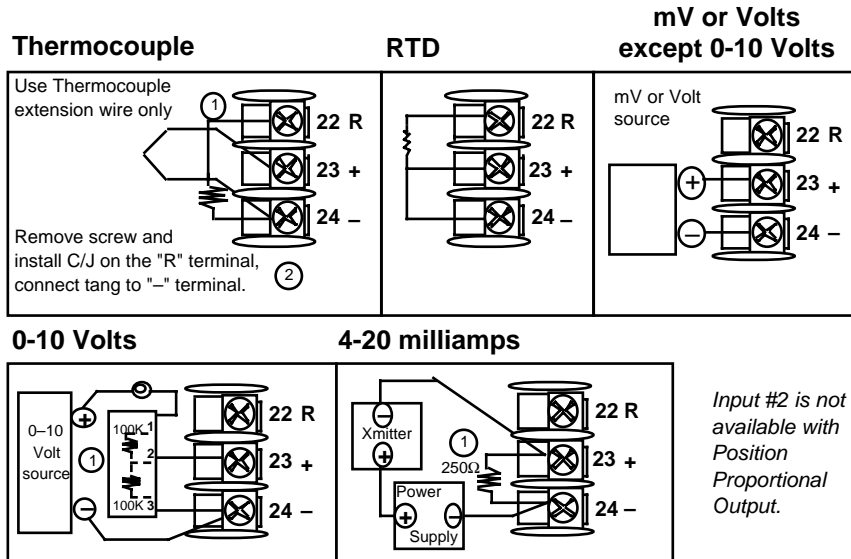 Thermocouple
RTD
mV or Volts
except 0-10 Volts
Use Thermocouple
extension wire only
1
22 R
23 +
24 –
Remove screw and
install C/J on the "R" terminal,
connect tang to "–" terminal.
2
22 R
23 +
24 –
mV or Volt
source
+
–
22 R
23 +
24 –
0-10 Volts
4-20 milliamps
0–10
Volt
source
+
–
1
100K
1
2
100K
3
22 R
23 +
24 –
–
Xmitter
+
1
250Ω
Power
+
–
Supply
22 R
23 +
24 –
Input #2 is not
available with
Position
Proportional
Output.